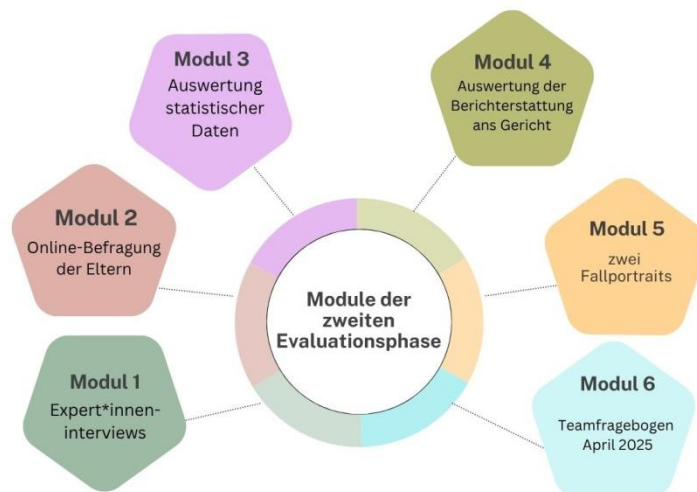 Modul 3
Auswertung
statistischer
Daten
Modul 4
Auswertung der
Berichterstattung
ans Gericht
Modul 2
Online-Befragung
der Eltern
Modul 5
zwei
Fallportraits
Module der
zweiten
Evaluationsphase
Modul 1
Expert*innen-
interviews
Modul 6
Teamfragebogen
April 2025